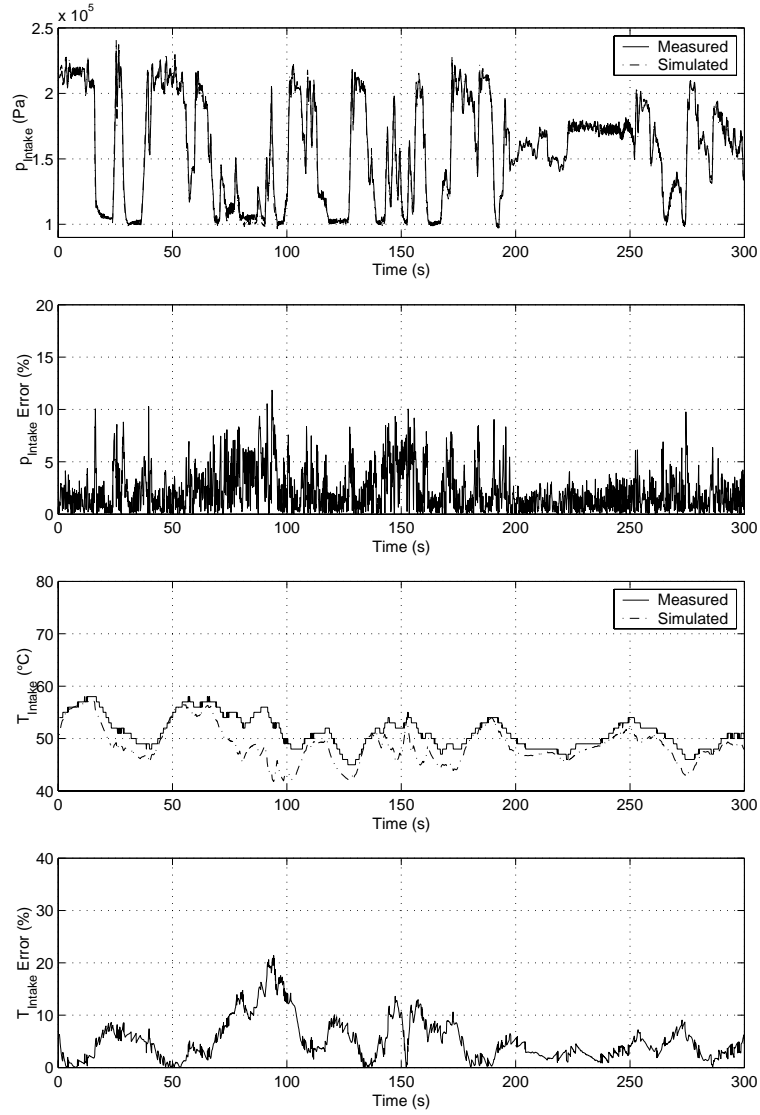 x 10^5
2.5
2
1.5
1
p_Intake (Pa)
Measured
Simulated
0 50 100 150 200 250 300
Time (s)
20
15
10
5
0
p_Intake Error (%)
0 50 100 150 200 250 300
Time (s)
80
70
60
50
40
T_Intake (°C)
Measured
Simulated
0 50 100 150 200 250 300
Time (s)
40
30
20
10
0
T_Intake Error (%)
0 50 100 150 200 250 300
Time (s)